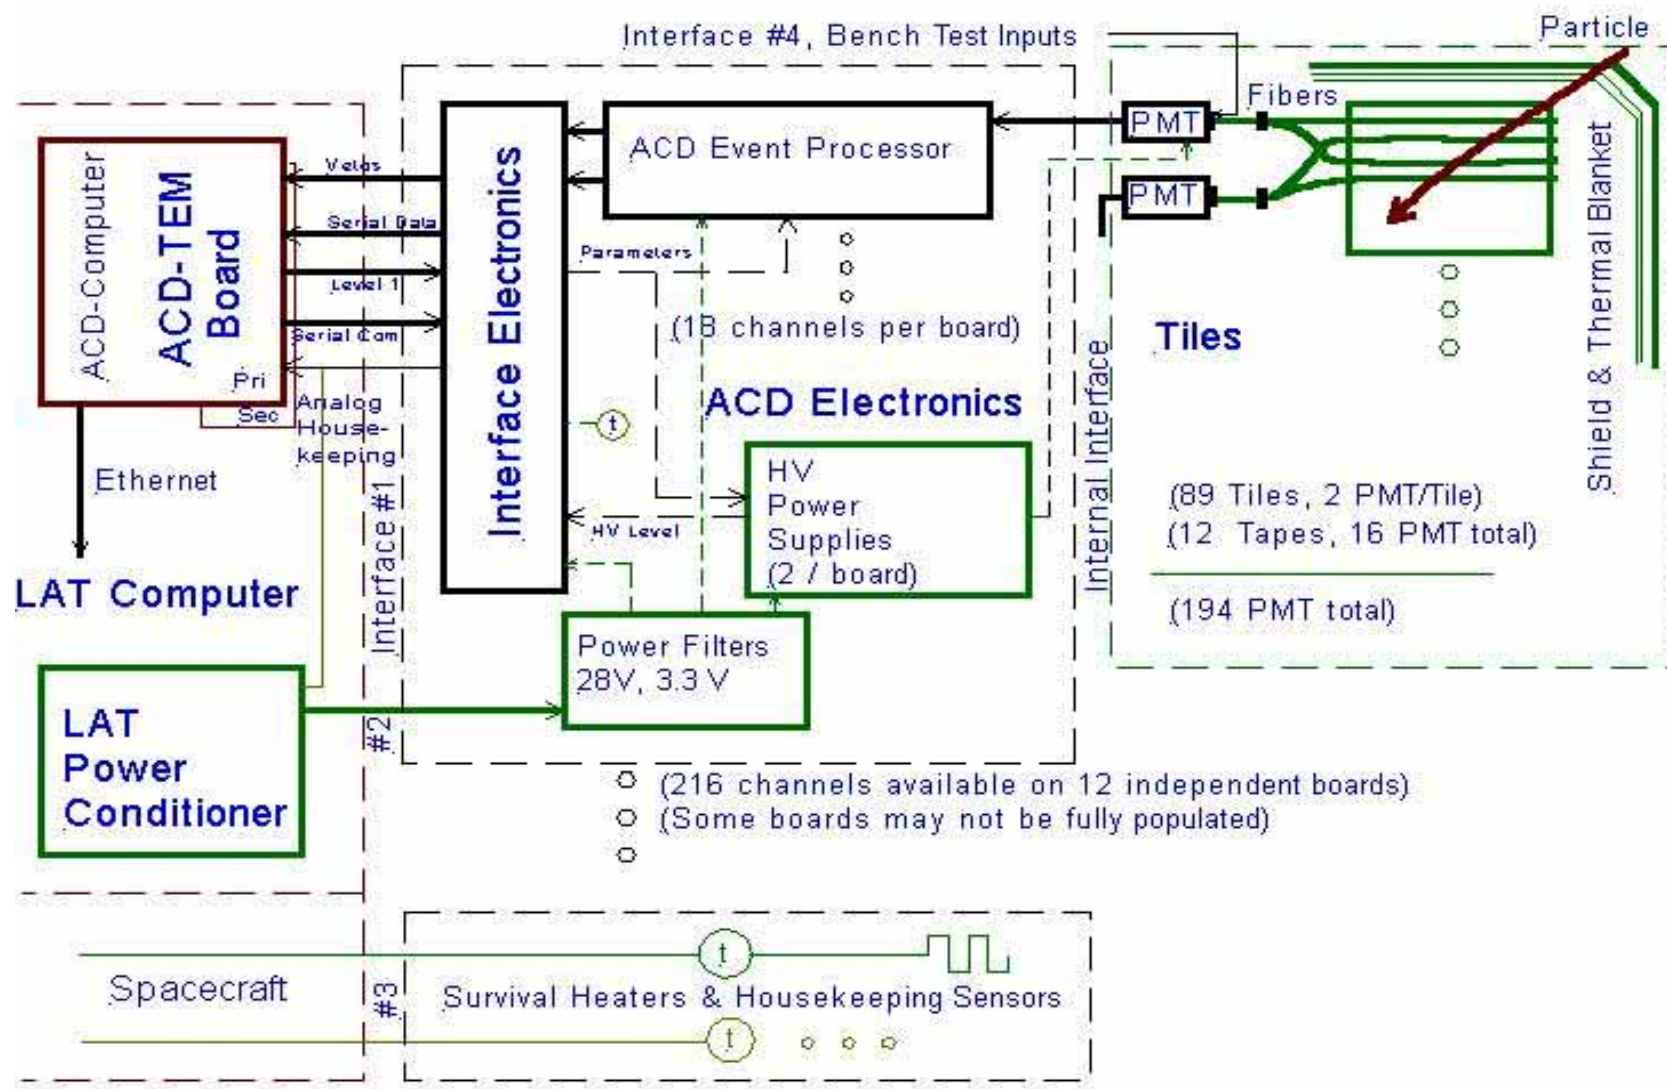 Interface #4, Bench Test Inputs
Particle
ACD-Computer
ACD-TEM
Board
Pri
Sec
Vetos
Serial Data
Level 1
Serial Com
Analog
House-
keeping
Ethernet
LAT Computer
LAT
Power
Conditioner
Interface #1
#2
Interface Electronics
ACD Event Processor
Parameters
(18 channels per board)
ACD Electronics
t
HV
Power
Supplies
(2 / board)
HV Level
Power Filters
28V, 3.3 V
Internal Interface
PMT
PMT
Fibers
Tiles
Shield & Thermal Blanket
(89 Tiles, 2 PMT/Tile)
(12 Tapes, 16 PMT total)
(194 PMT total)
(216 channels available on 12 independent boards)
(Some boards may not be fully populated)
Spacecraft
#3
t
Survival Heaters & Housekeeping Sensors
t